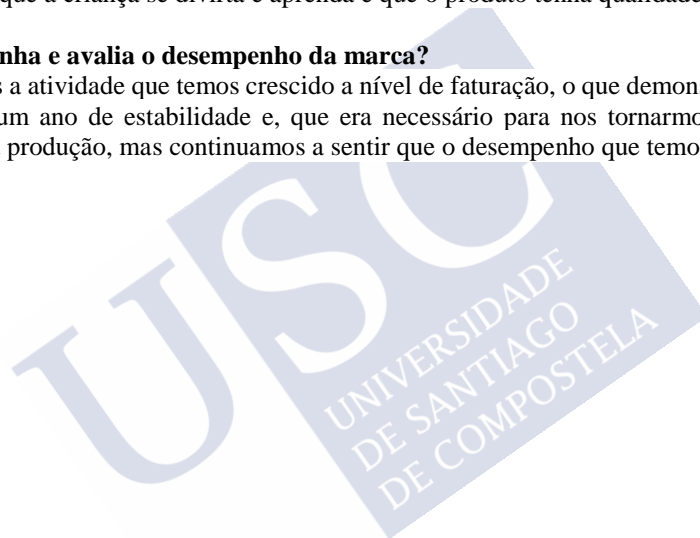 que a criança se divirta e aprenda e que o produto tenha qualidade
nha e avalia o desempenho da marca?
s a atividade que temos crescido a nível de faturação, o que demon
um ano de estabilidade e, que era necessário para nos tornarmo
produção, mas continuamos a sentir que o desempenho que temo
USC
UNIVERSIDADE
DE SANTIAGO
DE COMPOSTELA